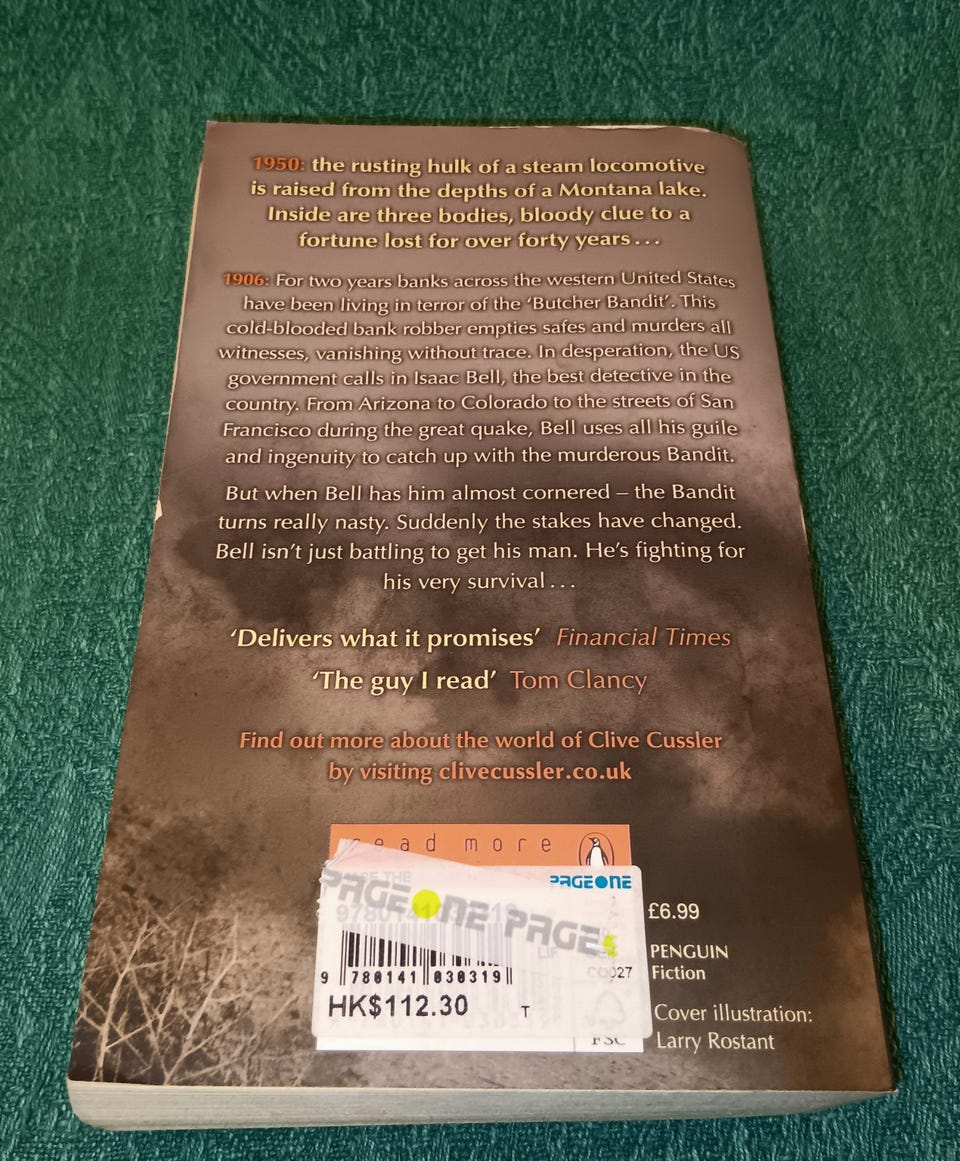 1950: the rusting hulk of a steam locomotive
is raised from the depths of a Montana lake.
Inside are three bodies, bloody clue to a
fortune lost for over forty years...
1906: For two years banks across the western United States
have been living in terror of the ‘Butcher Bandit’. This
cold-blooded bank robber empties safes and murders all
witnesses, vanishing without trace. In desperation, the US
government calls in Isaac Bell, the best detective in the
country. From Arizona to Colorado to the streets of San
Francisco during the great quake, Bell uses all his guile
and ingenuity to catch up with the murderous Bandit.
But when Bell has him almost cornered – the Bandit
turns really nasty. Suddenly the stakes have changed.
Bell isn’t just battling to get his man. He’s fighting for
his very survival...
‘Delivers what it promises’ Financial Times
‘The guy I read’ Tom Clancy
Find out more about the world of Clive Cussler
by visiting clivecussler.co.uk
read more
PAGEONE
PAGEONE PAGE
9 780141 030319
HK$112.30 T
£6.99
PENGUIN
Fiction
Cover illustration:
Larry Rostant
FSC